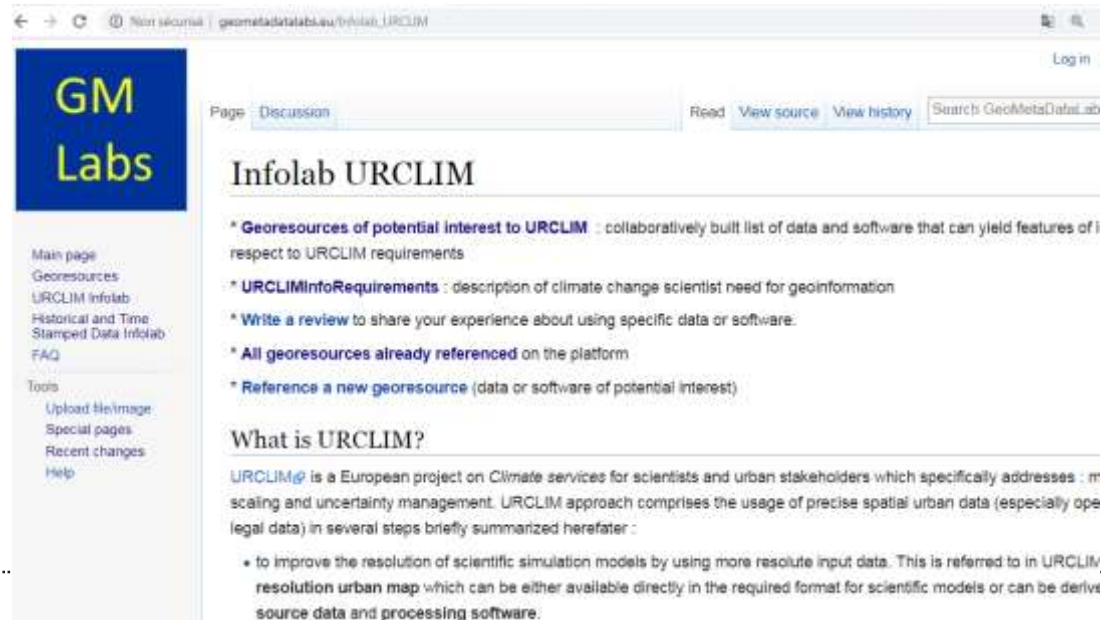 Non sécurisé | geometadatalabs.eu/Infolab_URCLIM
Log in
GM
Labs
Page Discussion Read View source View history Search GeoMetaDataLab
Infolab URCLIM
* Georesources of potential interest to URCLIM : collaboratively built list of data and software that can yield features of i
respect to URCLIM requirements
* URCLIMInfoRequirements : description of climate change scientist need for geoinformation
* Write a review to share your experience about using specific data or software.
* All georesources already referenced on the platform
* Reference a new georesource (data or software of potential interest)
Main page
Georesources
URCLIM Infolab
Historical and Time
Stamped Data Infolab
FAQ
Tools
Upload file/image
Special pages
Recent changes
Help
What is URCLIM?
URCLIM is a European project on Climate services for scientists and urban stakeholders which specifically addresses : m
scaling and uncertainty management. URCLIM approach comprises the usage of precise spatial urban data (especially ope
legal data) in several steps briefly summarized herefater :
• to improve the resolution of scientific simulation models by using more resolute input data. This is referred to in URCLIM
resolution urban map which can be either available directly in the required format for scientific models or can be derive
source data and processing software.